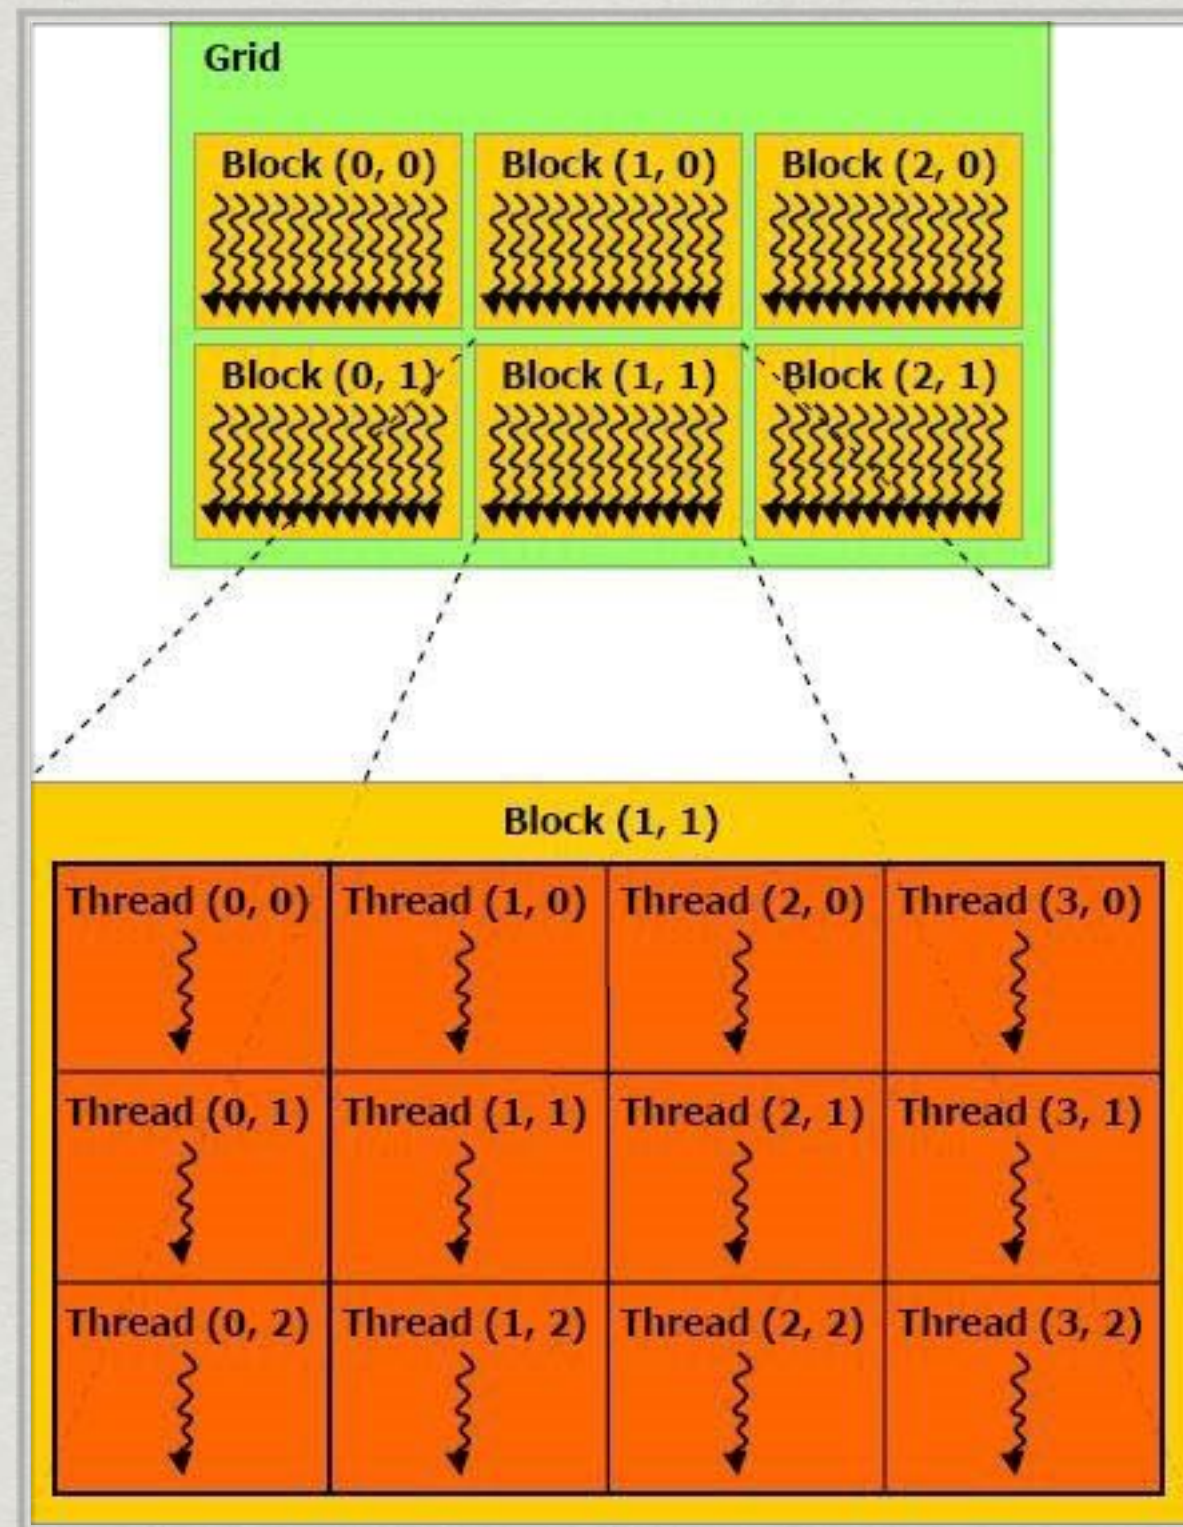 Grid
Block (0, 0) Block (1, 0) Block (2, 0)
Block (0, 1) Block (1, 1) Block (2, 1)
Block (1, 1)
Thread (0, 0) Thread (1, 0) Thread (2, 0) Thread (3, 0)
Thread (0, 1) Thread (1, 1) Thread (2, 1) Thread (3, 1)
Thread (0, 2) Thread (1, 2) Thread (2, 2) Thread (3, 2)